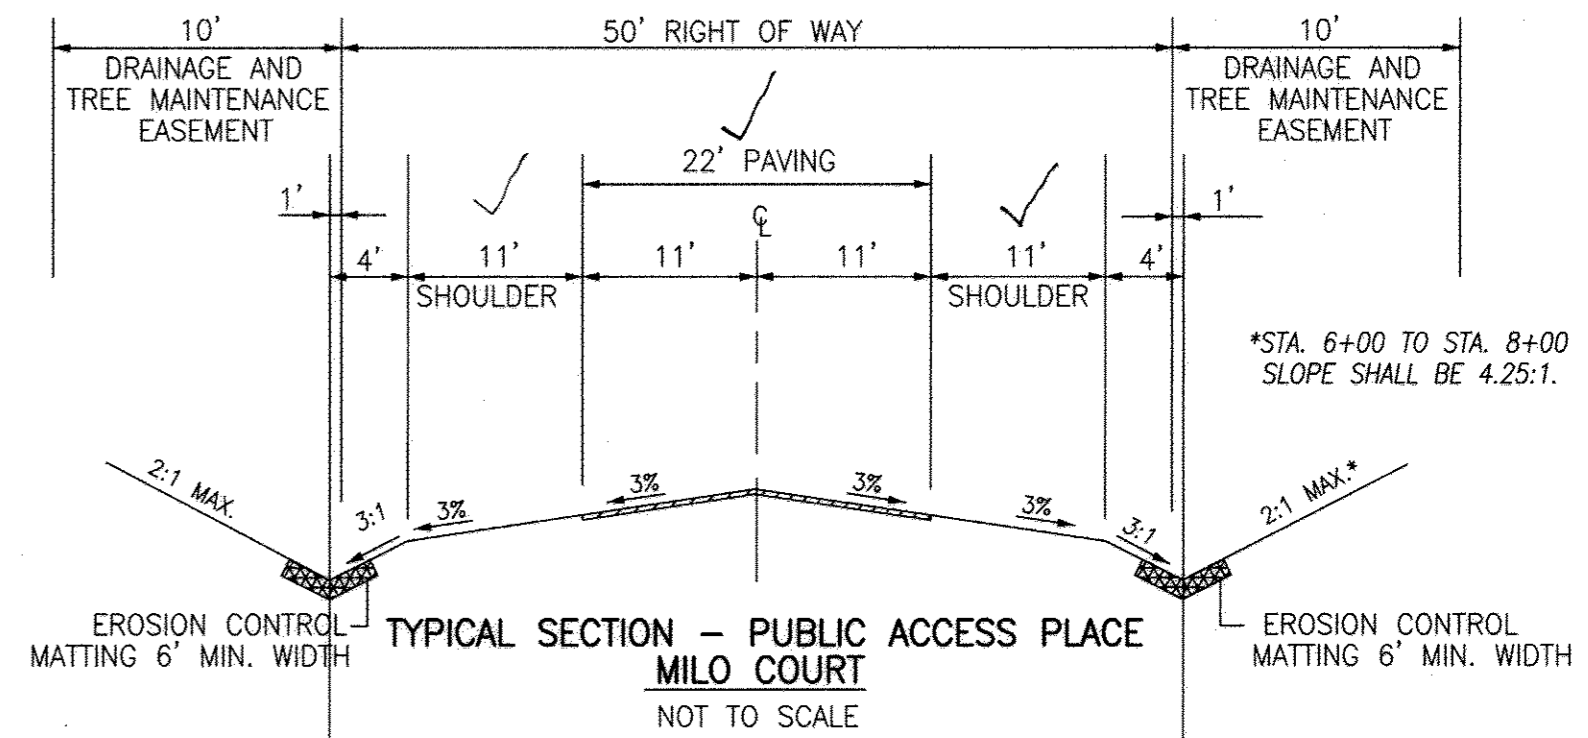 10'
50' RIGHT OF WAY
10'
DRAINAGE AND
TREE MAINTENANCE
EASEMENT
DRAINAGE AND
TREE MAINTENANCE
EASEMENT
22' PAVING
1'
1'
℄
4'
11'
11'
11'
11'
4'
SHOULDER
SHOULDER
*STA. 6+00 TO STA. 8+00
SLOPE SHALL BE 4.25:1.
2:1 MAX.
3:1
3%
3%
3%
3%
3:1
2:1 MAX.*
EROSION CONTROL
MATTING 6' MIN. WIDTH
TYPICAL SECTION – PUBLIC ACCESS PLACE
MILO COURT
NOT TO SCALE
EROSION CONTROL
MATTING 6' MIN. WIDTH